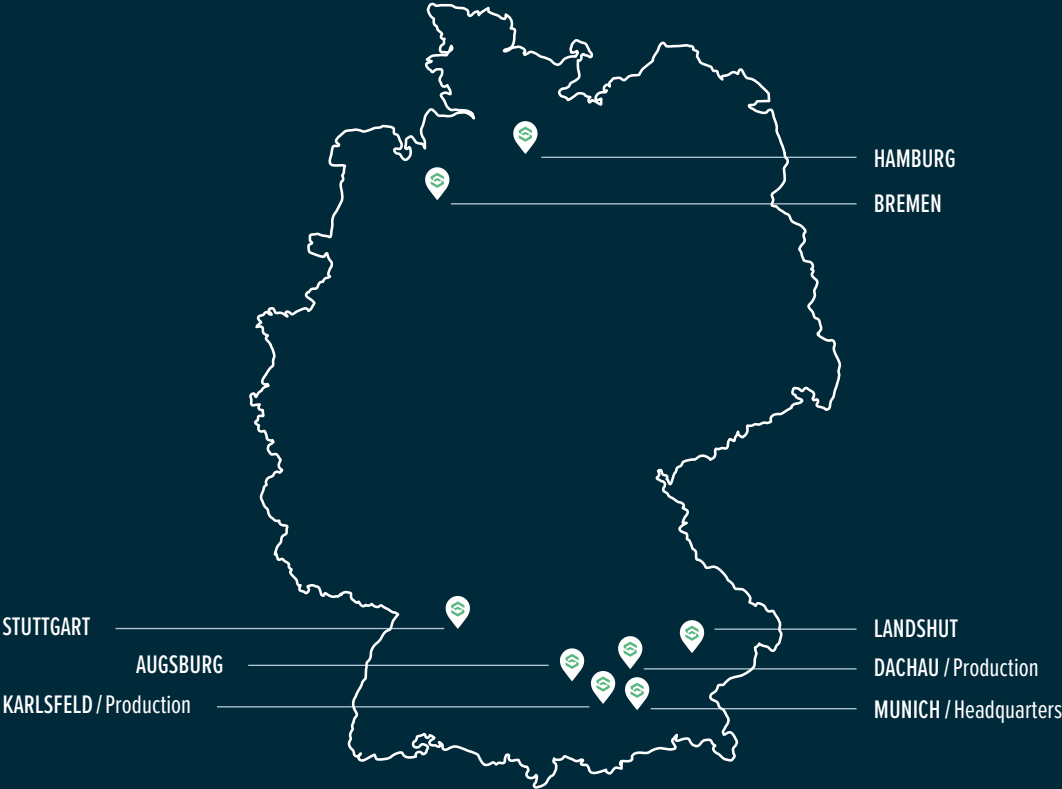 HAMBURG
BREMEN
STUTTGART
AUGSBURG
KARLSFELD / Production
LANDSHUT
DACHAU / Production
MUNICH / Headquarters